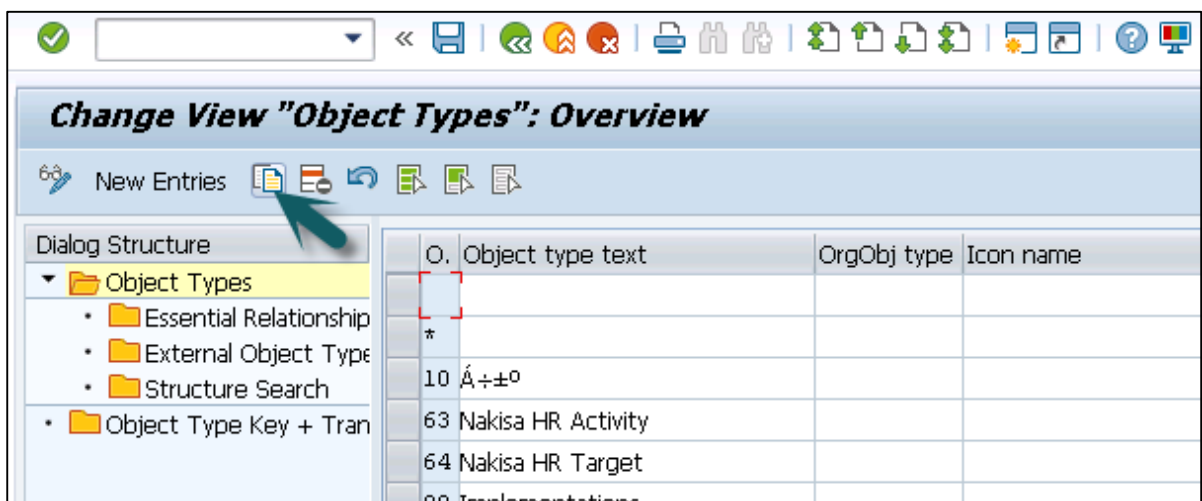 Change View "Object Types": Overview
New Entries
Dialog Structure
Object Types
Essential Relationship
External Object Type
Structure Search
Object Type Key + Tran
O. Object type text OrgObj type Icon name
*
10 Á÷±º
63 Nakisa HR Activity
64 Nakisa HR Target